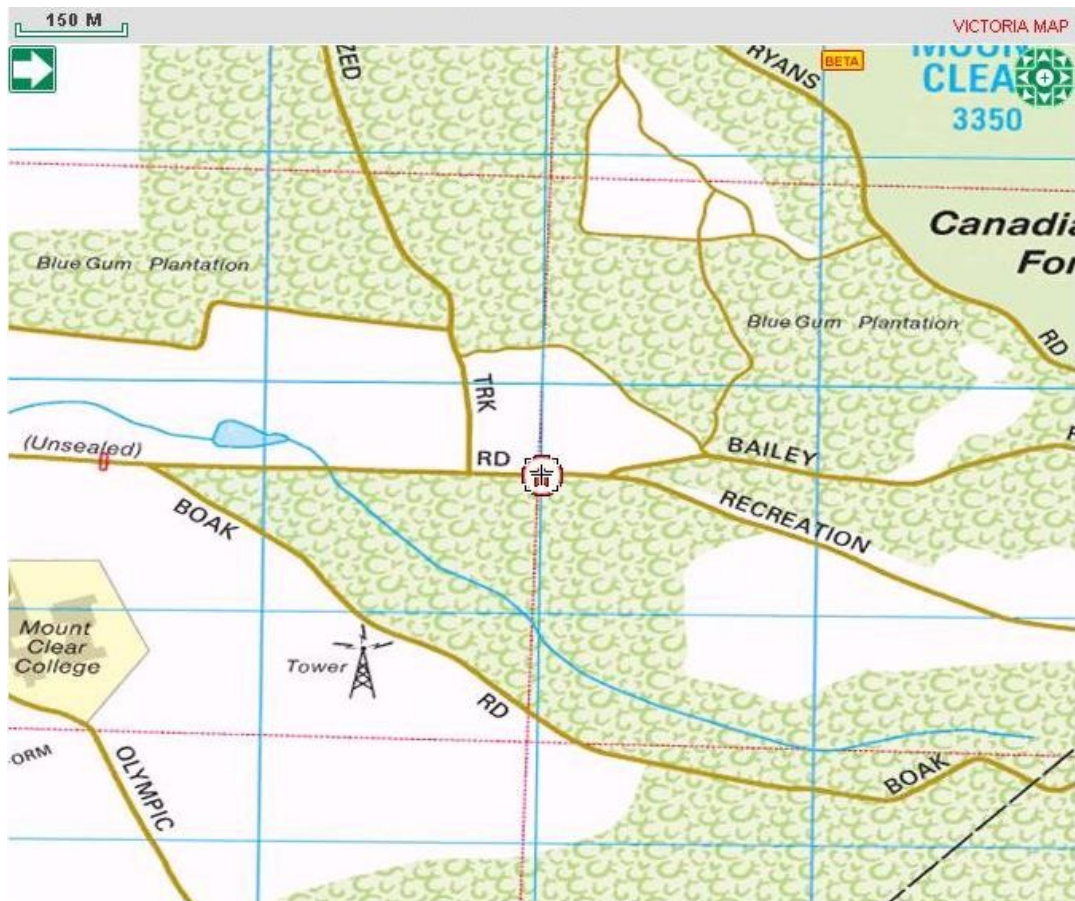 150 M
VICTORIA MAP
ZED
RYANS
BETA
MOUN
CLEA
3350
Canadia
For
Blue Gum Plantation
Blue Gum Plantation
RD
TRK
(Unsealed)
RD
BAILEY
BOAK
RECREATION
Mount
Clear
College
Tower
RD
ORM
OLYMPIC
BOAK